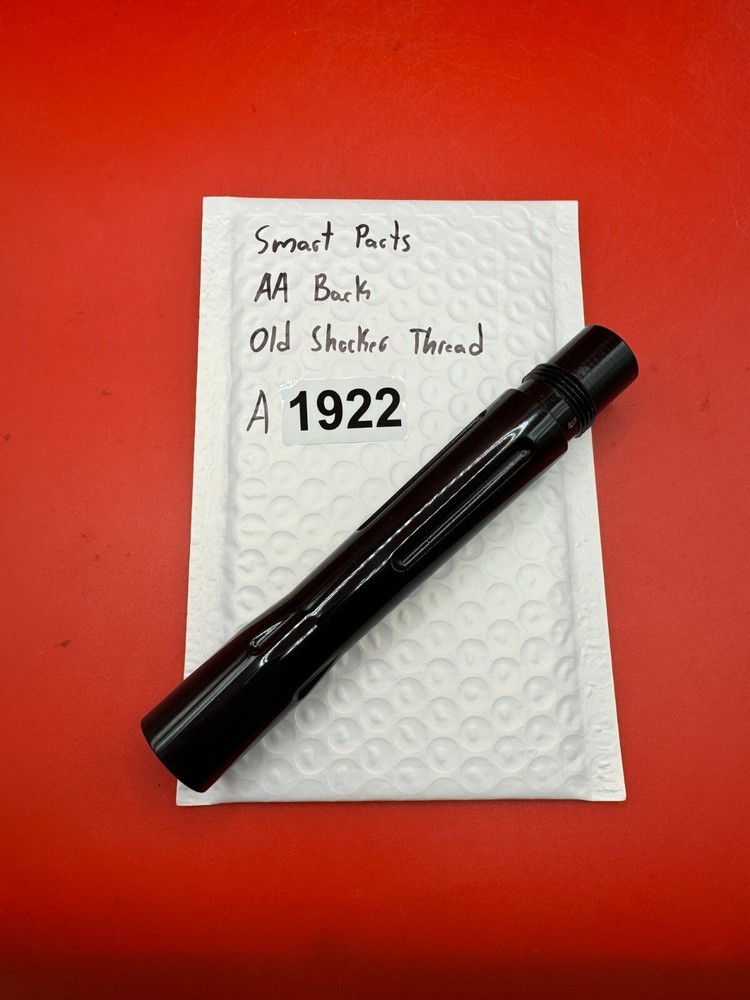 Smart Parts
AA Back
Old Shocker Thread
A 1922